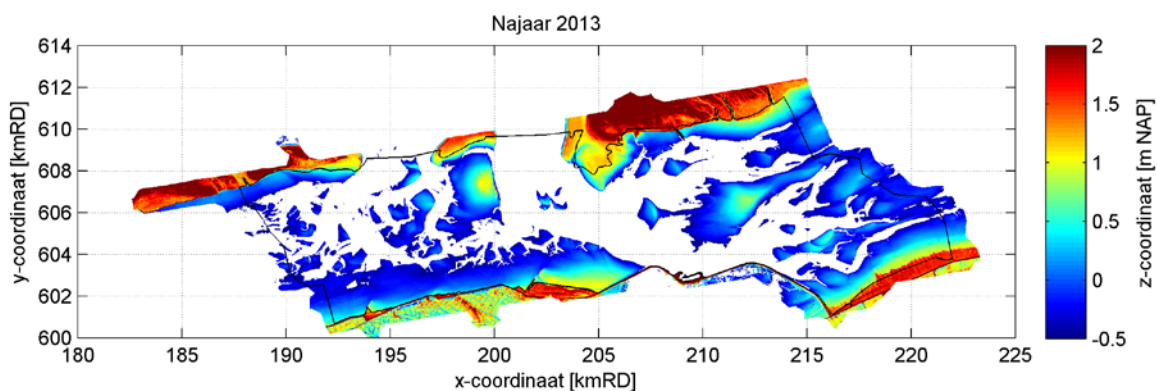 Najaar 2013
614
612
610
608
606
604
602
600
y-coordinaat [kmRD]
180 185 190 195 200 205 210 215 220 225
x-coordinaat [kmRD]
2
1.5
1
0.5
0
-0.5
z-coordinaat [m NAP]